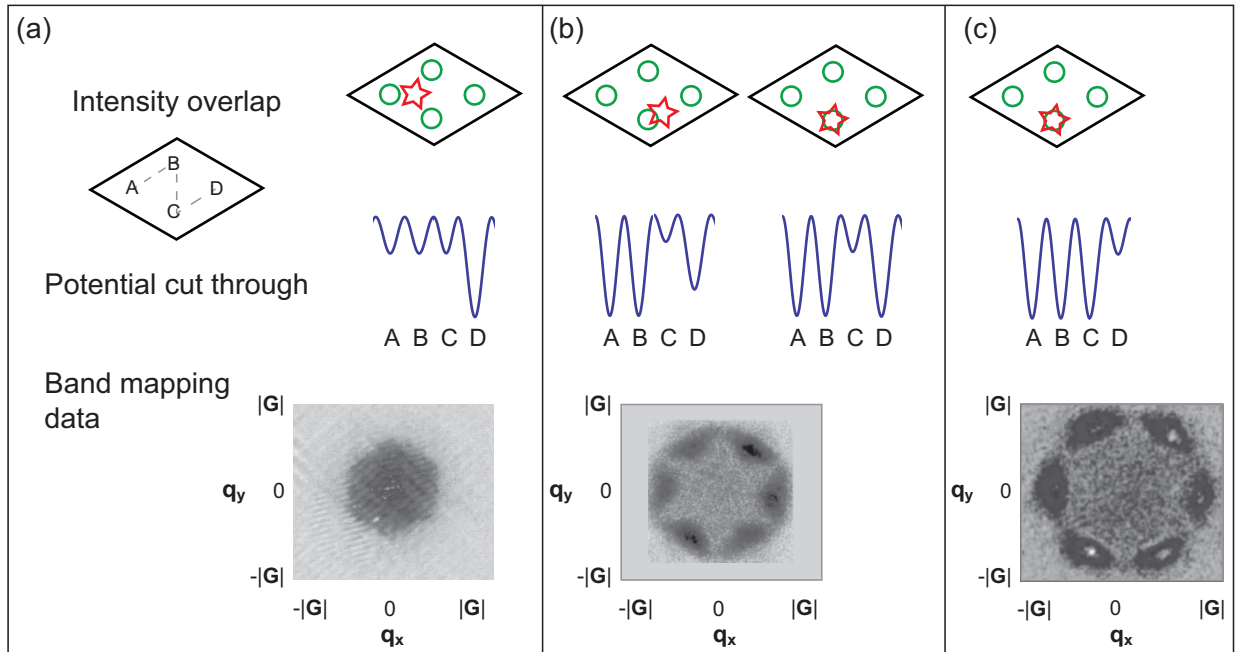 (a)
Intensity overlap
A
B
C
D
Potential cut through
A B C D
Band mapping
data
|G|
q_y 0
-|G|
-|G| 0 |G|
q_x
(b)
A B C D
A B C D
|G|
q_y 0
-|G|
-|G| 0 |G|
q_x
(c)
A B C D
|G|
q_y 0
-|G|
-|G| 0 |G|
q_x